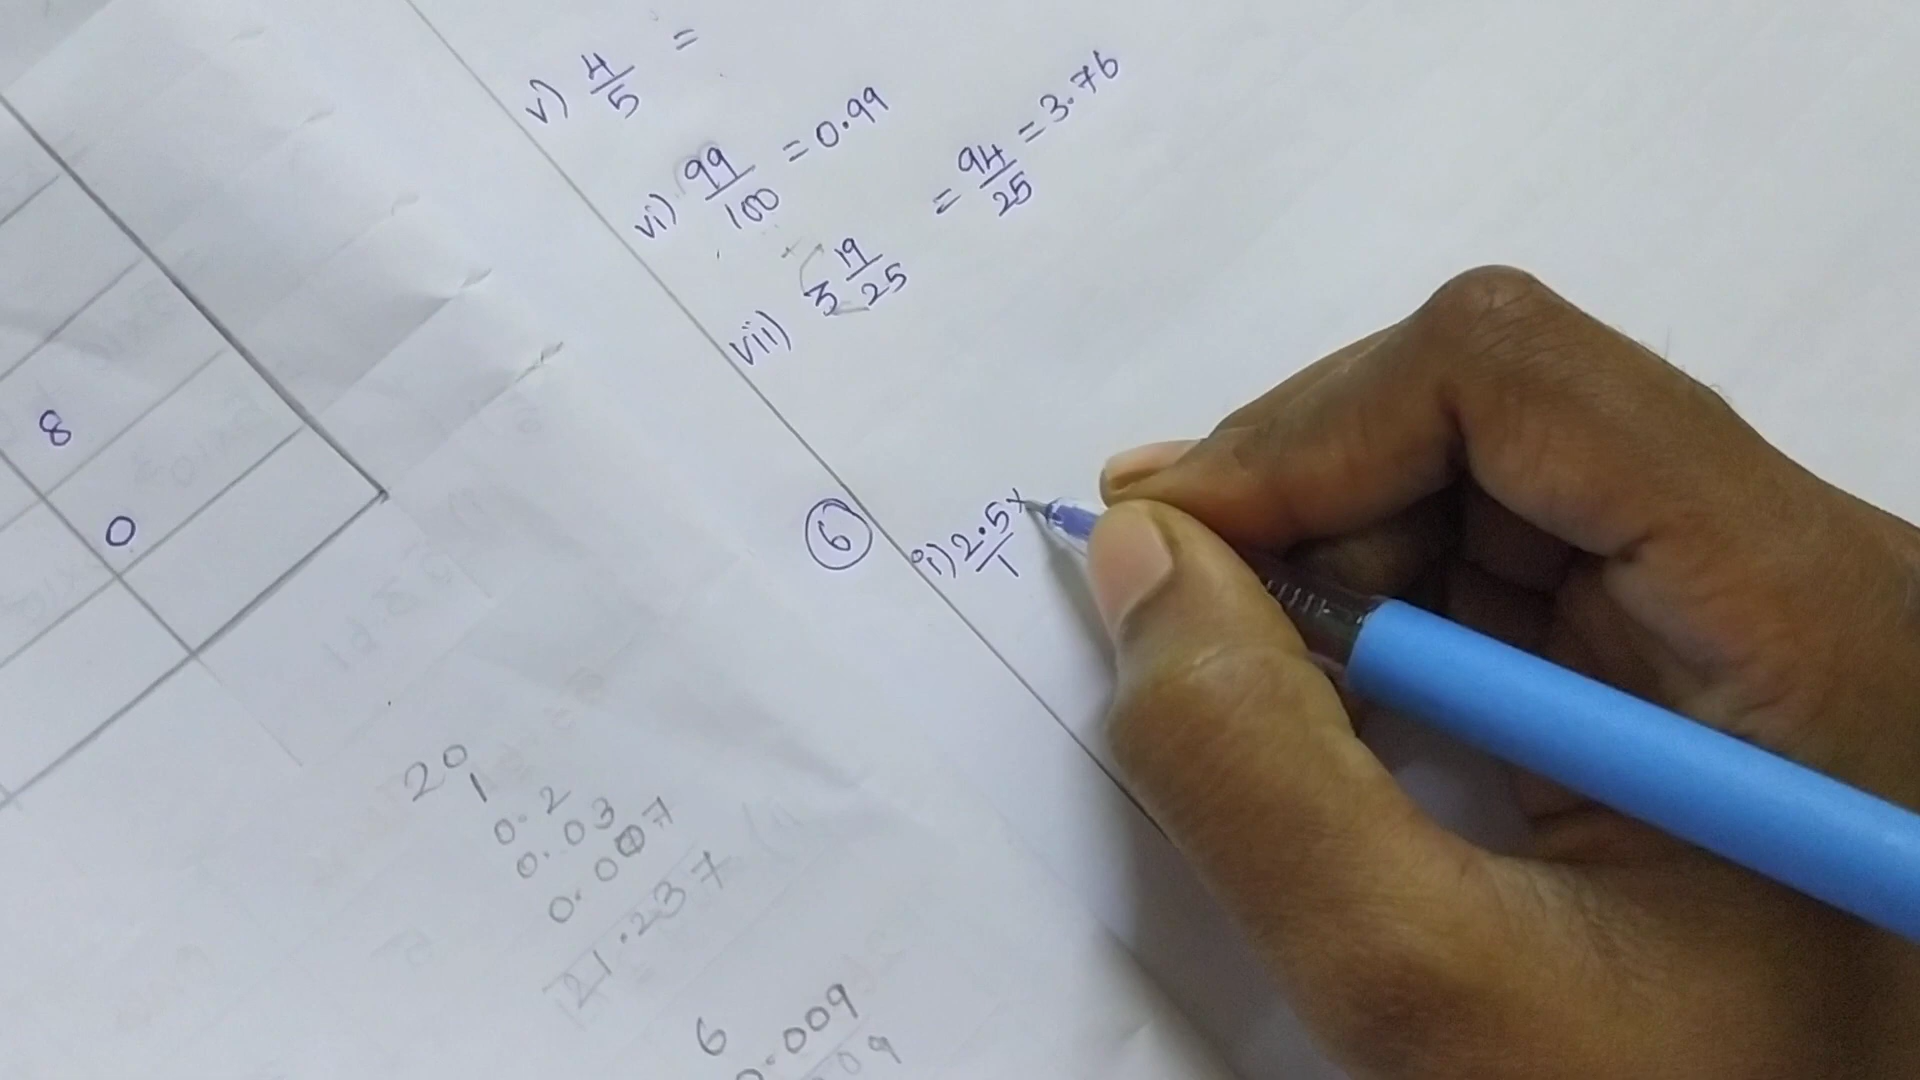 v) 4/5 =
vi) 99/100 = 0.99
vii) 3 19/25 = 94/25 = 3.76
6 i) 2.5/1 ×
8
0
20
1
0.2
0.03
0.007
21.237
6
0.009
09